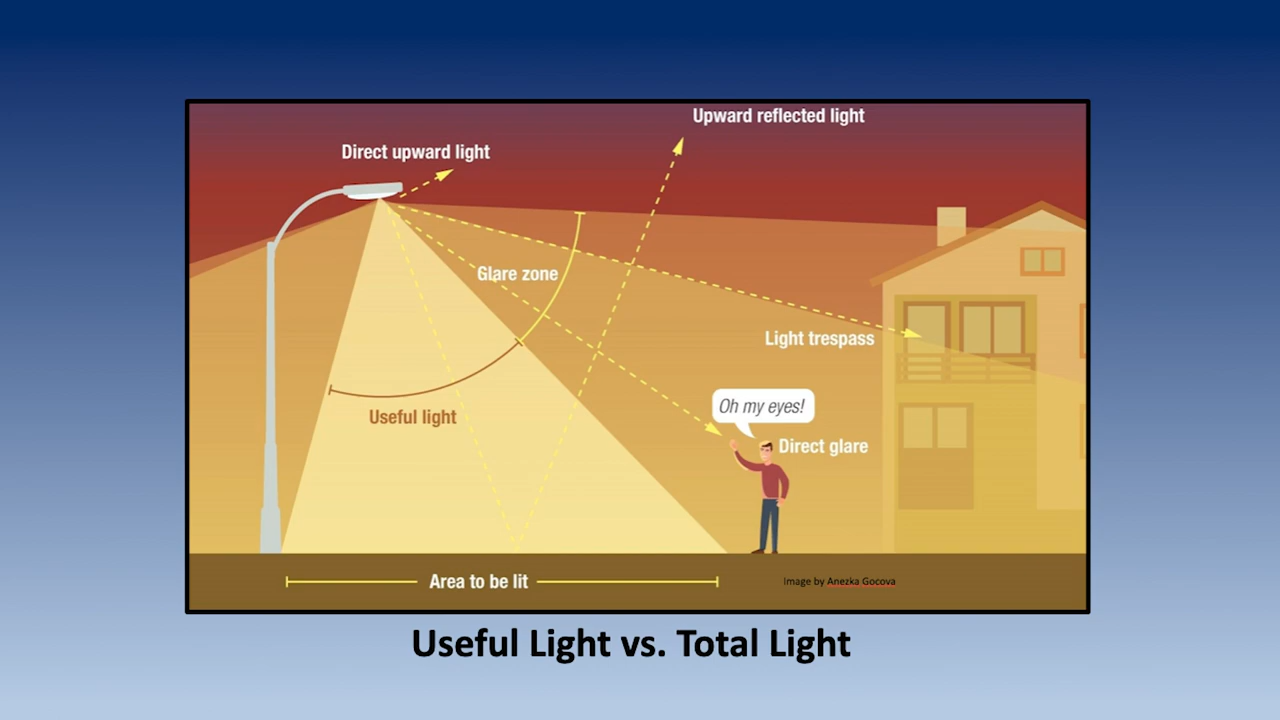 Upward reflected light
Direct upward light
Glare zone
Light trespass
Useful light
Oh my eyes!
Direct glare
Area to be lit
Image by Anezka Gocova
Useful Light vs. Total Light